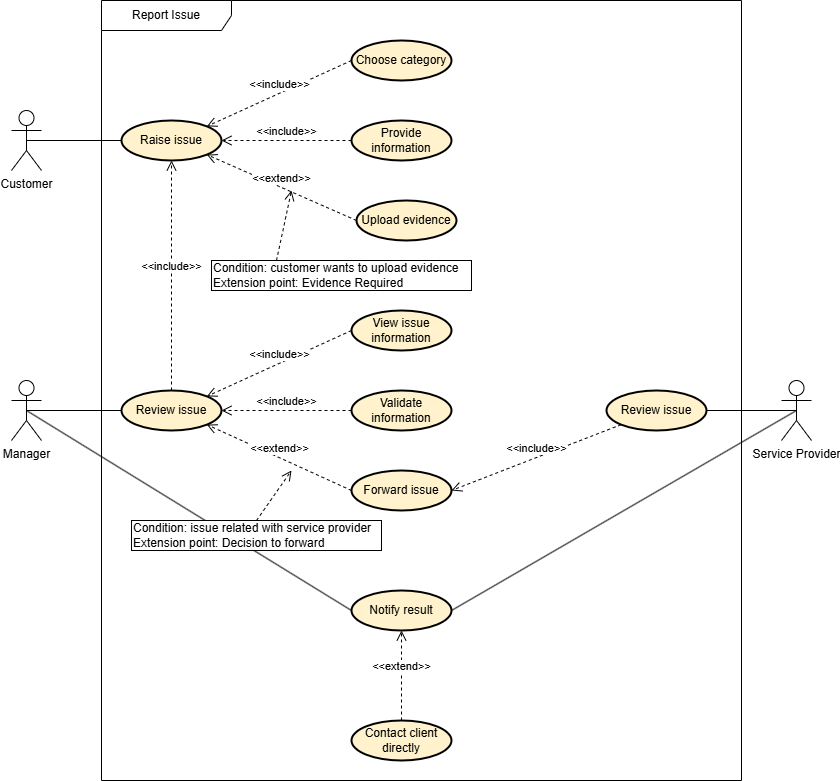 Report Issue
Choose category
<<include>>
Raise issue
<<include>>
Provide
information
Customer
<<extend>>
Upload evidence
<<include>>
Condition: customer wants to upload evidence
Extension point: Evidence Required
View issue
information
<<include>>
Review issue
<<include>>
Validate
information
Review issue
Manager
<<extend>>
<<include>>
Service Provider
Forward issue
Condition: issue related with service provider
Extension point: Decision to forward
Notify result
<<extend>>
Contact client
directly